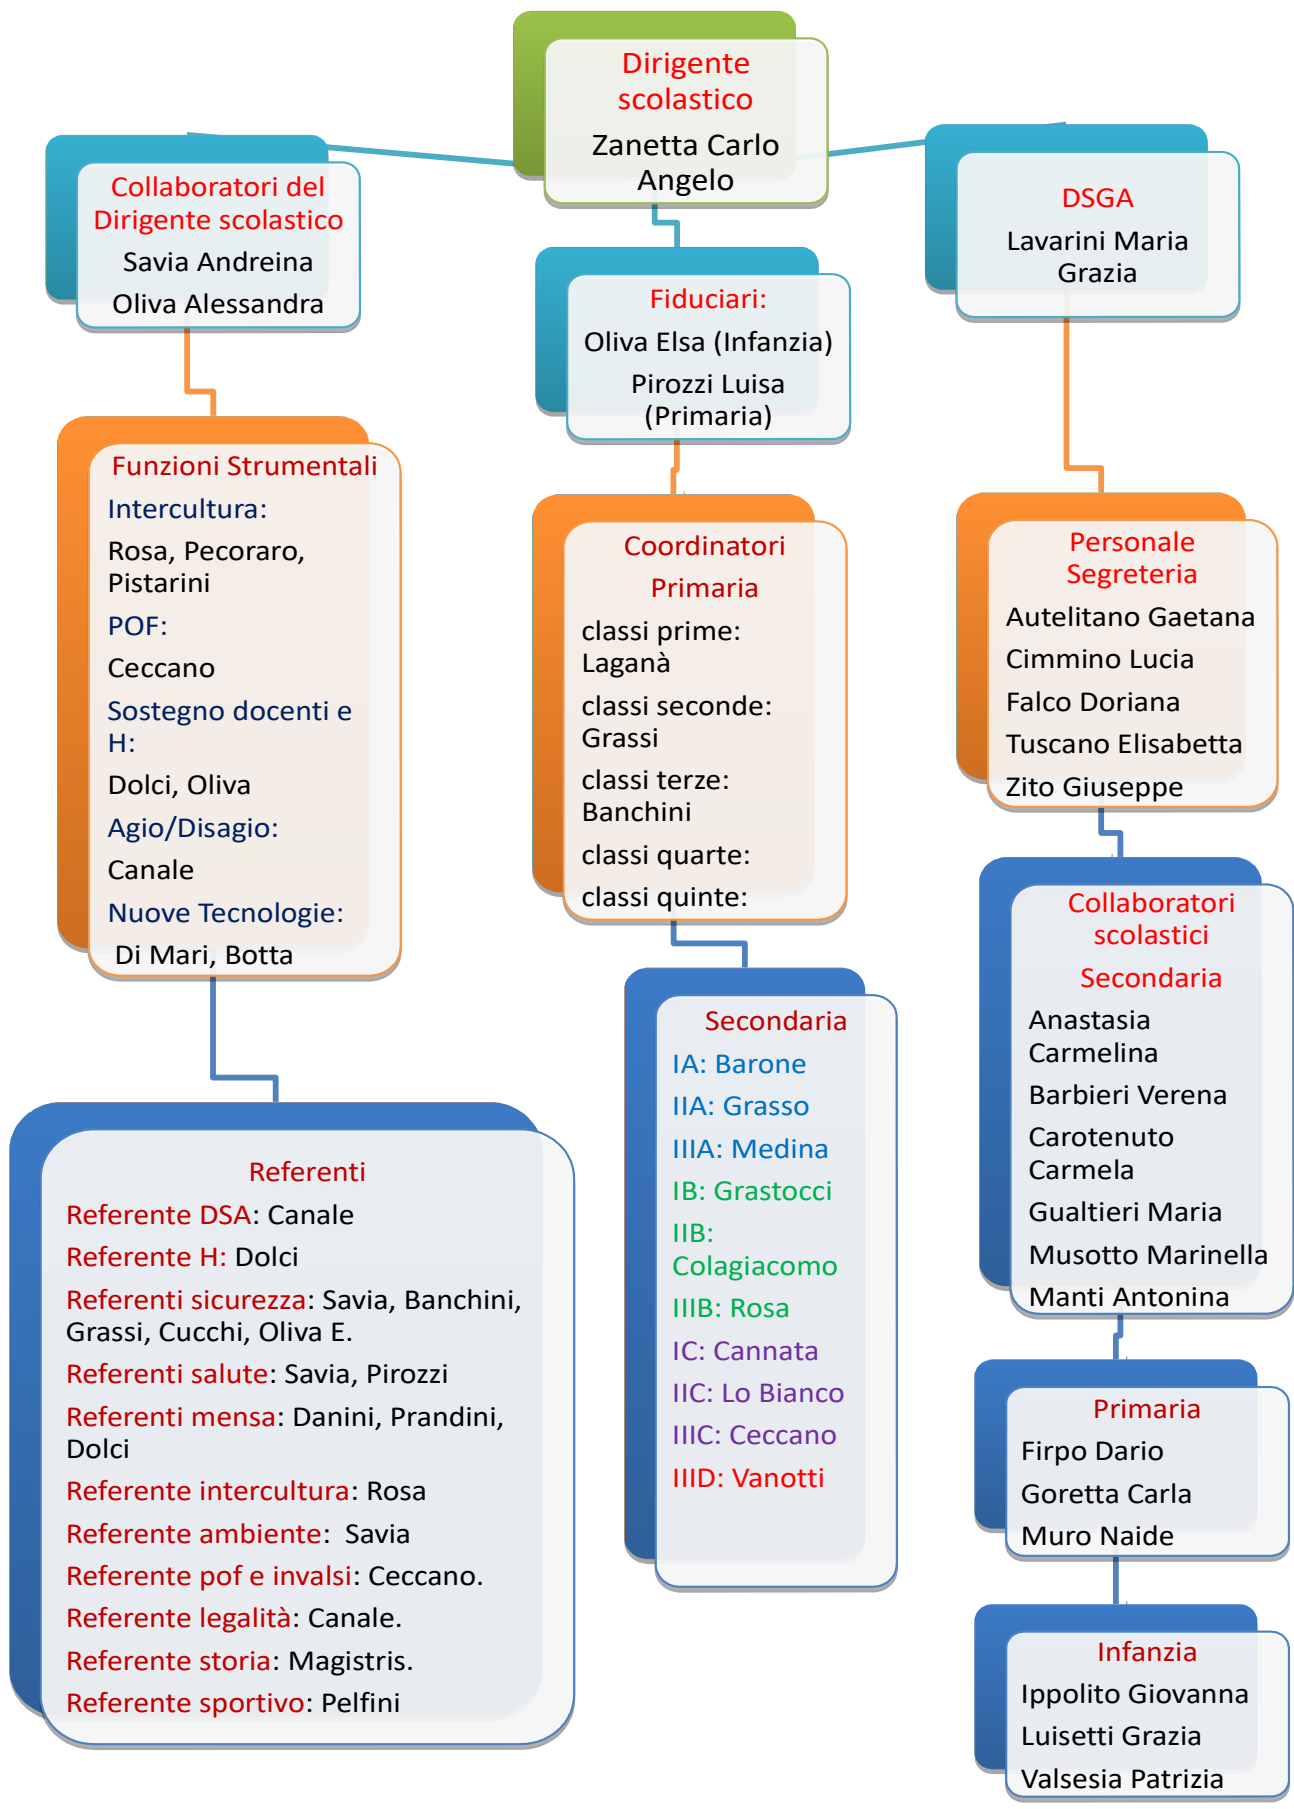 Dirigente
scolastico
Zanetta Carlo
Angelo
Collaboratori del
Dirigente scolastico
Savia Andreina
Oliva Alessandra
Funzioni Strumentali
Intercultura:
Rosa, Pecoraro,
Pistarini
POF:
Ceccano
Sostegno docenti e
H:
Dolci, Oliva
Agio/Disagio:
Canale
Nuove Tecnologie:
Di Mari, Botta
Referenti
Referente DSA: Canale
Referente H: Dolci
Referenti sicurezza: Savia, Banchini,
Grassi, Cucchi, Oliva E.
Referenti salute: Savia, Pirozzi
Referenti mensa: Danini, Prandini,
Dolci
Referente intercultura: Rosa
Referente ambiente: Savia
Referente pof e invalsi: Ceccano.
Referente legalità: Canale.
Referente storia: Magistris.
Referente sportivo: Pelfini
Fiduciari:
Oliva Elsa (Infanzia)
Pirozzi Luisa
(Primaria)
Coordinatori
Primaria
classi prime:
Laganà
classi seconde:
Grassi
classi terze:
Banchini
classi quarte:
classi quinte:
Secondaria
IA: Barone
IIA: Grasso
IIIA: Medina
IB: Grastocci
IIB:
Colagiacomo
IIIB: Rosa
IC: Cannata
IIC: Lo Bianco
IIIC: Ceccano
IIID: Vanotti
DSGA
Lavarini Maria
Grazia
Personale
Segreteria
Autelitano Gaetana
Cimmino Lucia
Falco Doriana
Tuscano Elisabetta
Zito Giuseppe
Collaboratori
scolastici
Secondaria
Anastasia
Carmelina
Barbieri Verena
Carotenuto
Carmela
Gualtieri Maria
Musotto Marinella
Manti Antonina
Primaria
Firpo Dario
Goretta Carla
Muro Naide
Infanzia
Ippolito Giovanna
Luisetti Grazia
Valsesia Patrizia